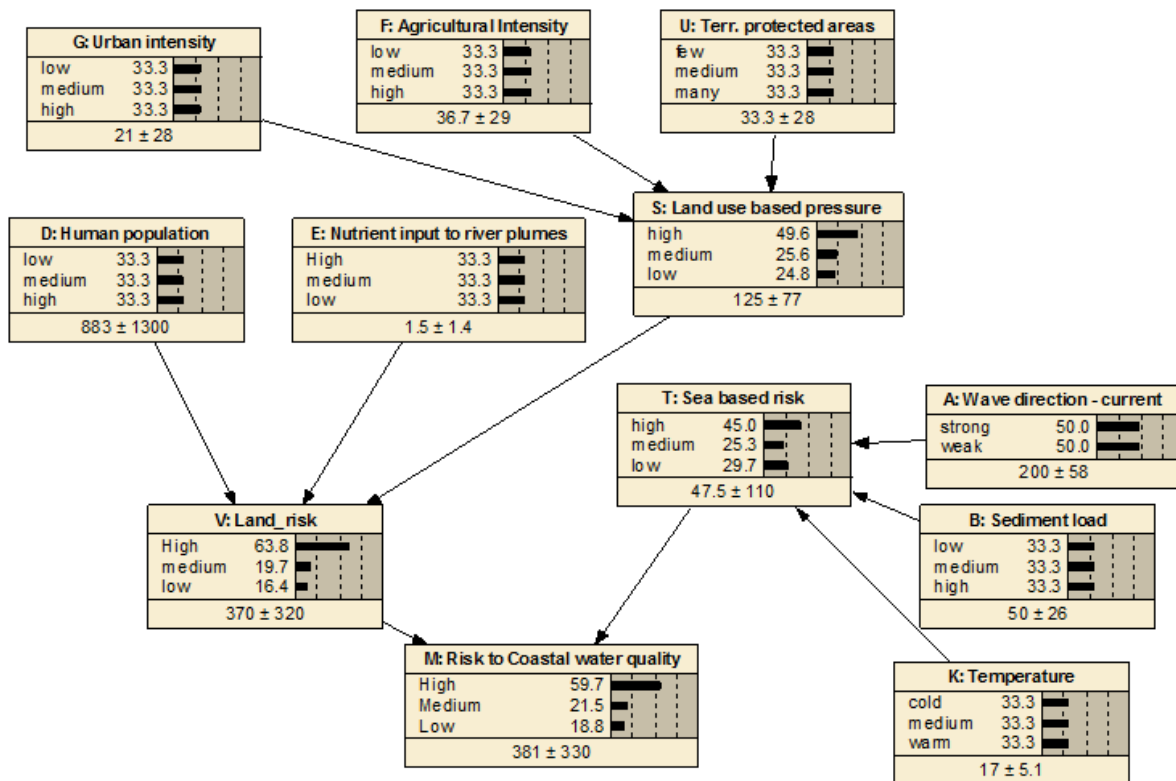 G: Urban intensity
low 33.3
medium 33.3
high 33.3
21 ± 28
F: Agricultural Intensity
low 33.3
medium 33.3
high 33.3
36.7 ± 29
U: Terr. protected areas
few 33.3
medium 33.3
many 33.3
33.3 ± 28
D: Human population
low 33.3
medium 33.3
high 33.3
883 ± 1300
E: Nutrient input to river plumes
High 33.3
medium 33.3
low 33.3
1.5 ± 1.4
S: Land use based pressure
high 49.6
medium 25.6
low 24.8
125 ± 77
T: Sea based risk
high 45.0
medium 25.3
low 29.7
47.5 ± 110
A: Wave direction - current
strong 50.0
weak 50.0
200 ± 58
V: Land_risk
High 63.8
medium 19.7
low 16.4
370 ± 320
B: Sediment load
low 33.3
medium 33.3
high 33.3
50 ± 26
M: Risk to Coastal water quality
High 59.7
Medium 21.5
Low 18.8
381 ± 330
K: Temperature
cold 33.3
medium 33.3
warm 33.3
17 ± 5.1